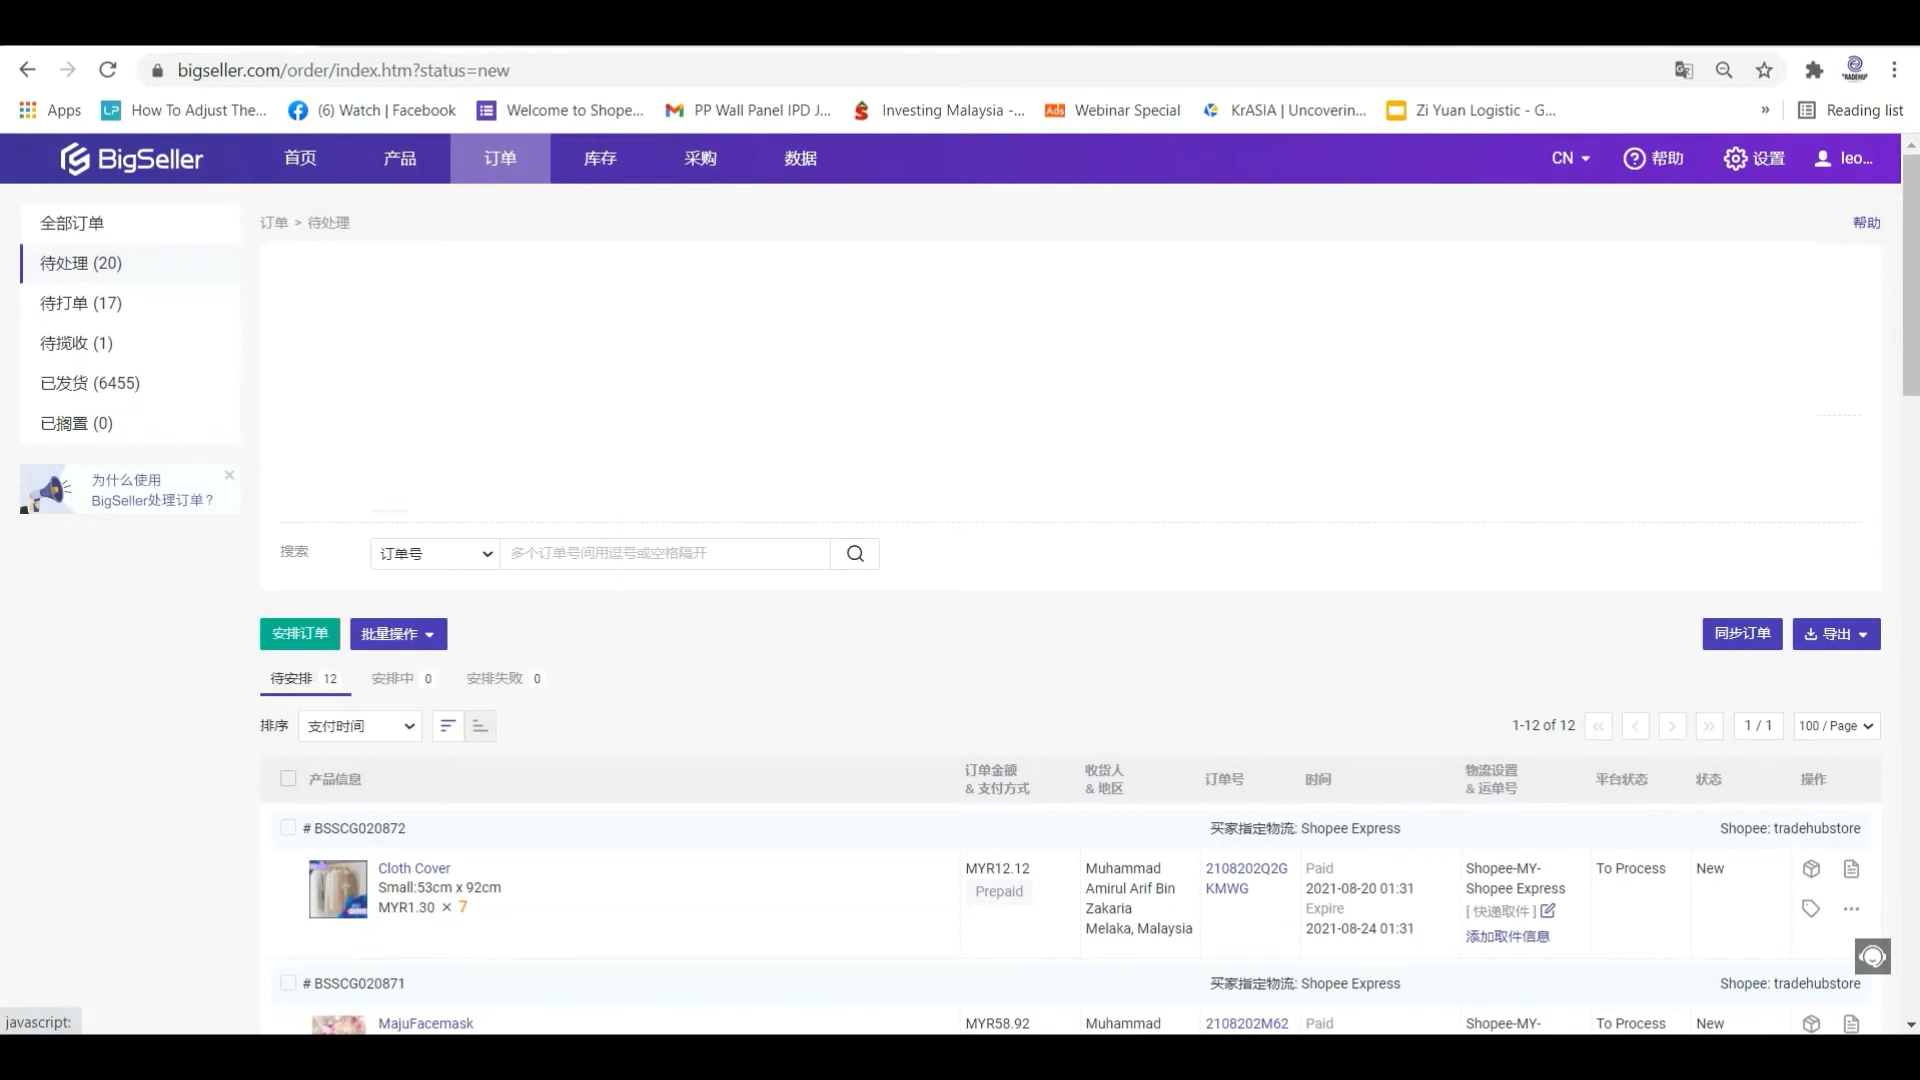 bigseller.com/order/index.htm?status=new
Apps How To Adjust The... (6) Watch | Facebook Welcome to Shope... PP Wall Panel IPD J... Investing Malaysia -... Ads Webinar Special KrASIA | Uncoverin... Zi Yuan Logistic - G... » Reading list
BigSeller 首页 产品 订单 库存 采购 数据 CN 帮助 设置 leo...
全部订单
待处理 (20)
待打单 (17)
待揽收 (1)
已发货 (6455)
已搁置 (0)
为什么使用
BigSeller处理订单？
订单 > 待处理 帮助
搜索 订单号 多个订单号间用逗号或空格隔开
安排订单 批量操作 同步订单 导出
待安排 12 安排中 0 安排失败 0
排序 支付时间 1-12 of 12 « ‹ › » 1 / 1 100 / Page
产品信息 订单金额 & 支付方式 收货人 & 地区 订单号 时间 物流设置 & 运单号 平台状态 状态 操作
# BSSCG020872 买家指定物流: Shopee Express Shopee: tradehubstore
Cloth Cover MYR12.12 Muhammad 2108202Q2G Paid Shopee-MY- To Process New
Small:53cm x 92cm Prepaid Amirul Arif Bin KMWG 2021-08-20 01:31 Shopee Express
MYR1.30 × 7 Zakaria Expire [ 快递取件 ]
Melaka, Malaysia 2021-08-24 01:31 添加取件信息
# BSSCG020871 买家指定物流: Shopee Express Shopee: tradehubstore
MajuFacemask MYR58.92 Muhammad 2108202M62 Paid Shopee-MY- To Process New
javascript: